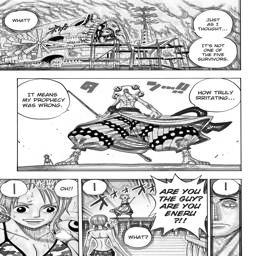 JUST
AS I
THOUGHT...
IT'S NOT
ONE OF
THE FIVE
SURVIVORS.
WHAT?
HOW TRULY
IRRITATING...
IT MEANS
MY PROPHECY
WAS WRONG.
ARE YOU
THE GUY?
ARE YOU
ENERU
?!!
WHAT?
OH!!